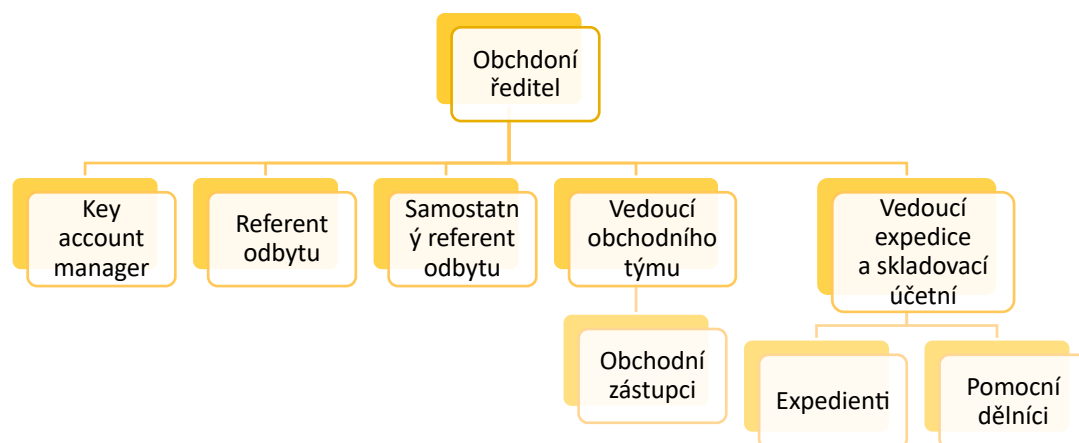 Obchdoní
ředitel
Key
account
manager
Referent
odbytu
Samostatn
ý referent
odbytu
Vedoucí
obchodního
týmu
Vedoucí
expedice
a skladovací
účetní
Obchodní
zástupci
Expedienti
Pomocní
dělníci